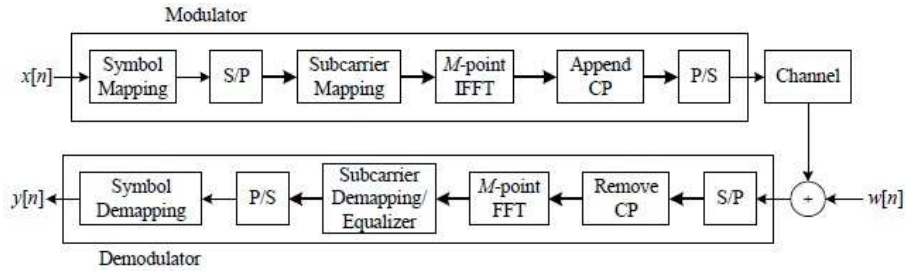 Modulator
x[n]
Symbol
Mapping
S/P
Subcarrier
Mapping
M-point
IFFT
Append
CP
P/S
Channel
y[n]
Symbol
Demapping
P/S
Subcarrier
Demapping/
Equalizer
M-point
FFT
Remove
CP
S/P
+
w[n]
Demodulator